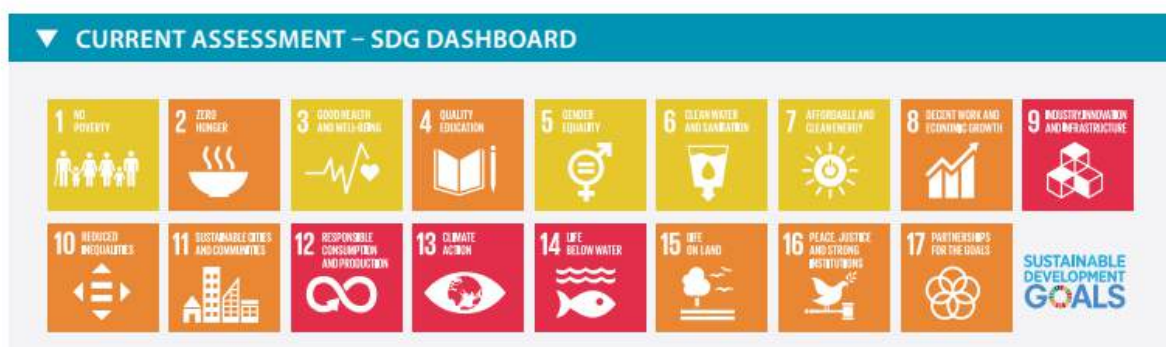 CURRENT ASSESSMENT – SDG DASHBOARD
1 NO
POVERTY
2 ZERO
HUNGER
3 GOOD HEALTH
AND WELL-BEING
4 QUALITY
EDUCATION
5 GENDER
EQUALITY
6 CLEAN WATER
AND SANITATION
7 AFFORDABLE AND
CLEAN ENERGY
8 DECENT WORK AND
ECONOMIC GROWTH
9 INDUSTRY, INNOVATION
AND INFRASTRUCTURE
10 REDUCED
INEQUALITIES
11 SUSTAINABLE CITIES
AND COMMUNITIES
12 RESPONSIBLE
CONSUMPTION
AND PRODUCTION
13 CLIMATE
ACTION
14 LIFE
BELOW WATER
15 LIFE
ON LAND
16 PEACE, JUSTICE
AND STRONG
INSTITUTIONS
17 PARTNERSHIPS
FOR THE GOALS
SUSTAINABLE
DEVELOPMENT
GOALS